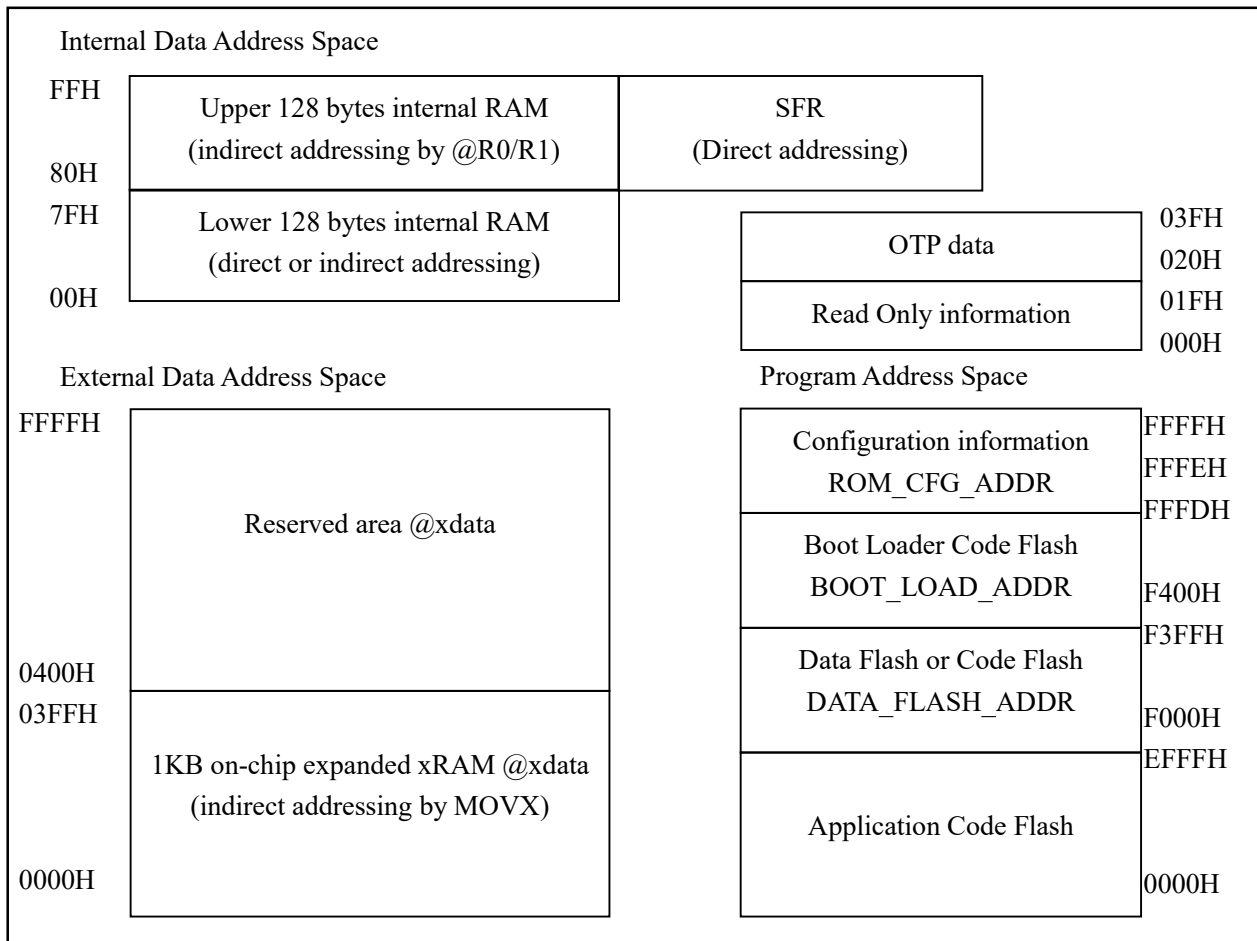 Internal Data Address Space
FFH
Upper 128 bytes internal RAM
(indirect addressing by @R0/R1)
80H
SFR
(Direct addressing)
7FH
Lower 128 bytes internal RAM
(direct or indirect addressing)
00H
OTP data
03FH
020H
Read Only information
01FH
000H
External Data Address Space
FFFFH
Reserved area @xdata
0400H
03FFH
1KB on-chip expanded xRAM @xdata
(indirect addressing by MOVX)
0000H
Program Address Space
Configuration information
ROM_CFG_ADDR
FFFFH
FFFEH
FFFDH
Boot Loader Code Flash
BOOT_LOAD_ADDR
F400H
F3FFH
Data Flash or Code Flash
DATA_FLASH_ADDR
F000H
EFFFH
Application Code Flash
0000H